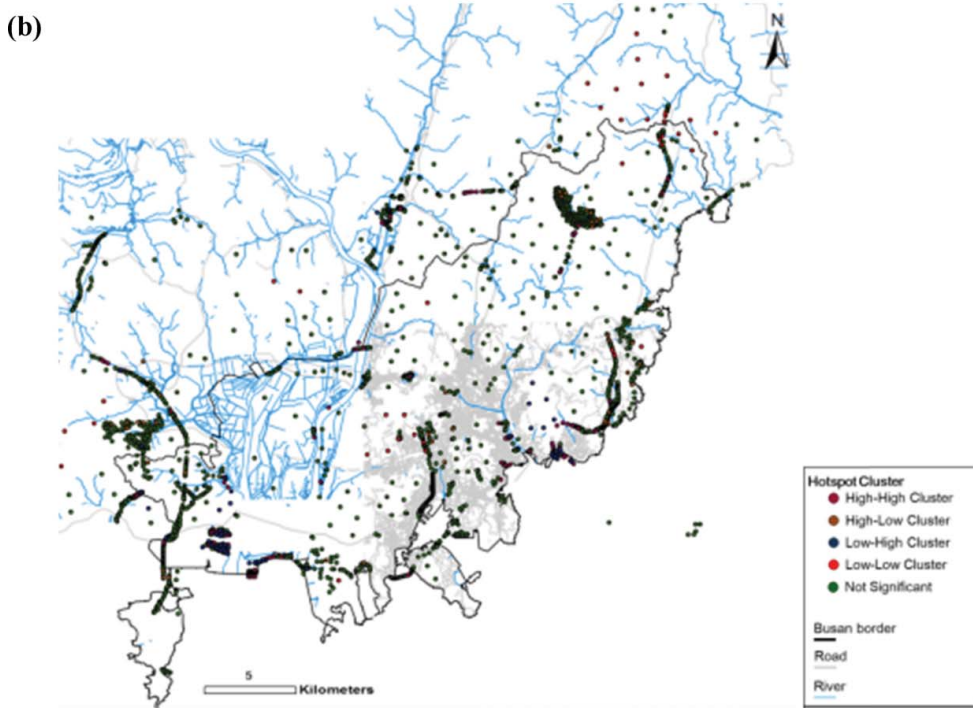 (b)
N
Hotspot Cluster
High-High Cluster
High-Low Cluster
Low-High Cluster
Low-Low Cluster
Not Significant
Busan border
Road
River
5
Kilometers